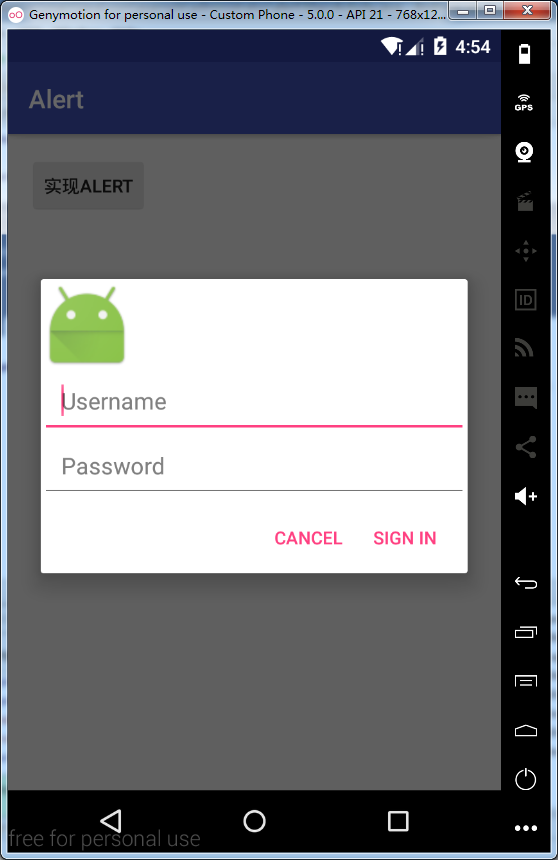 Genymotion for personal use - Custom Phone - 5.0.0 - API 21 - 768x12...
4:54
Alert
GPS
实现ALERT
ID
Username
Password
CANCEL SIGN IN
free for personal use